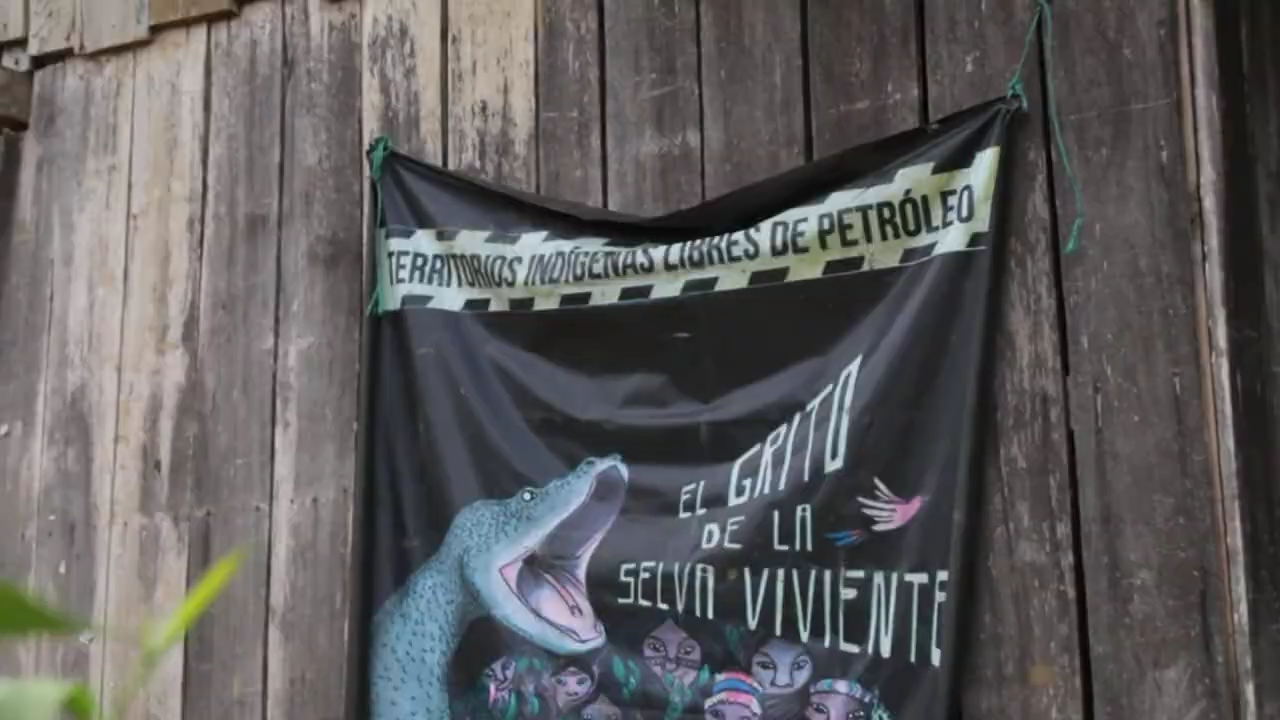 TERRITORIOS INDÍGENAS LIBRES DE PETRÓLEO
EL GRITO
DE LA
SELVA VIVIENTE